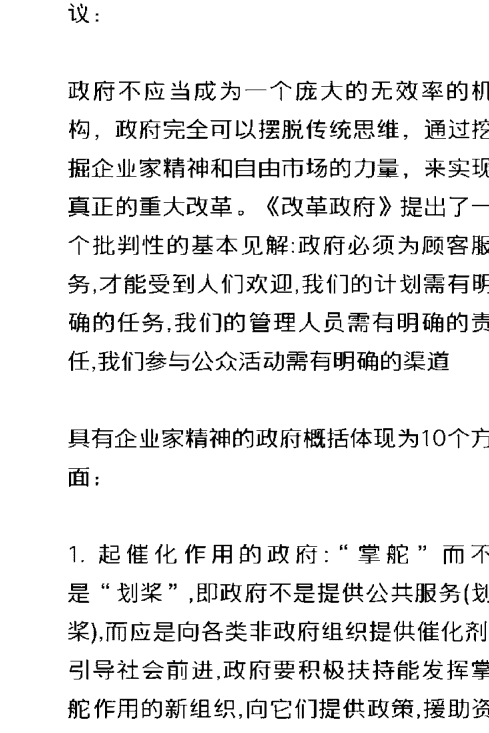 议：
政府不应当成为一个庞大的无效率的机
构，政府完全可以摆脱传统思维，通过挖
掘企业家精神和自由市场的力量，来实现
真正的重大改革。《改革政府》提出了一
个批判性的基本见解:政府必须为顾客服
务,才能受到人们欢迎,我们的计划需有明
确的任务,我们的管理人员需有明确的责
任,我们参与公众活动需有明确的渠道
具有企业家精神的政府概括体现为10个方
面：
1. 起催化作用的政府:“掌舵”而不
是“划桨”,即政府不是提供公共服务(划
桨),而应是向各类非政府组织提供催化剂
引导社会前进,政府要积极扶持能发挥掌
舵作用的新组织,向它们提供政策,援助资